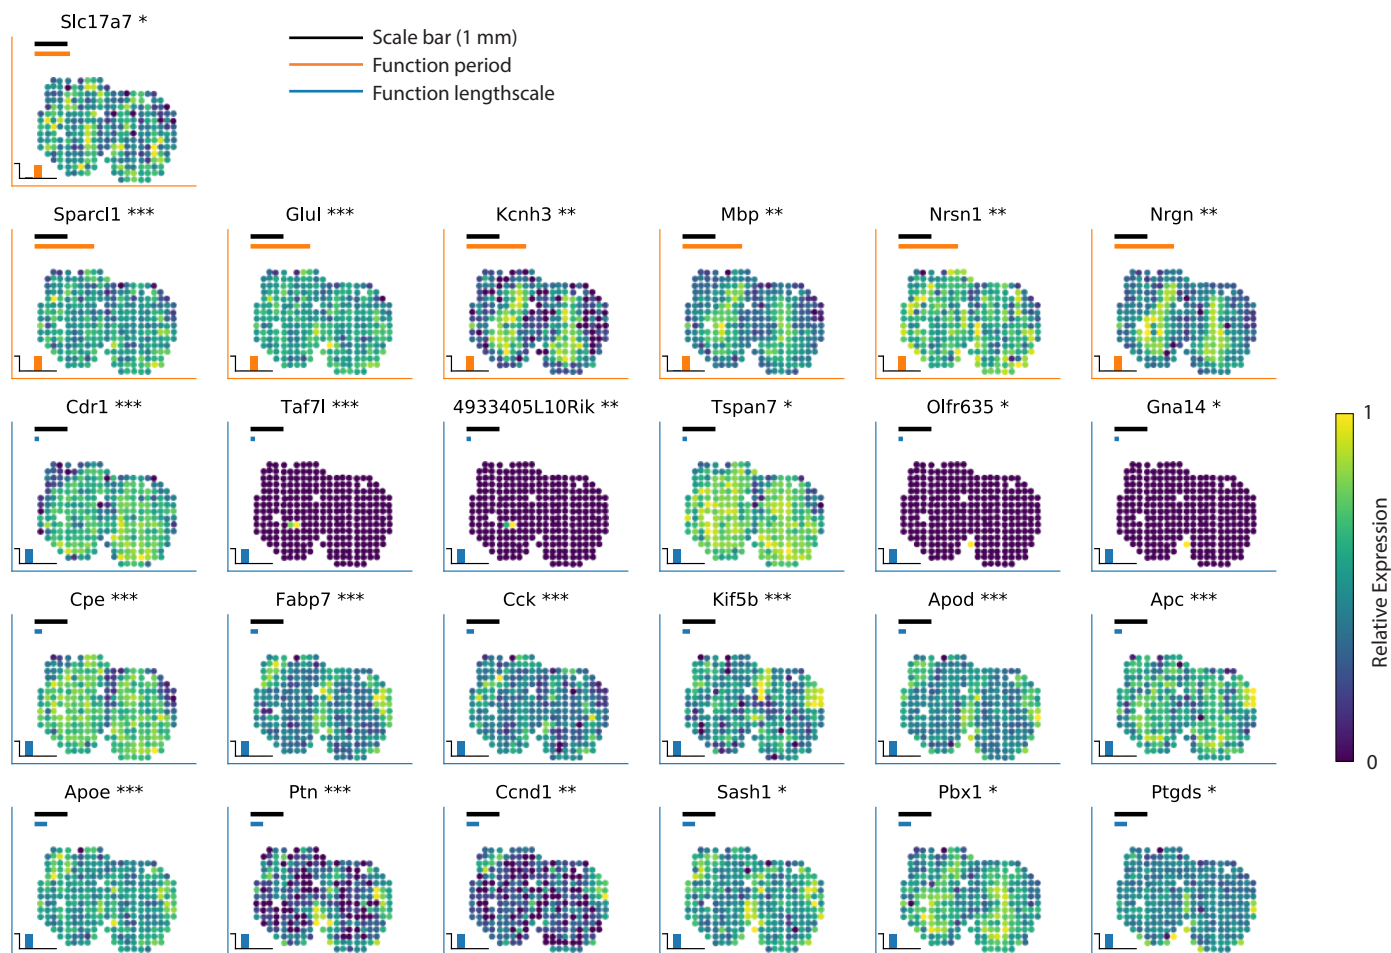 Slc17a7 *
Scale bar (1 mm)
Function period
Function lengthscale
Sparcl1 ***
Glul ***
Kcnh3 **
Mbp **
Nrsn1 **
Nrgn **
Cdr1 ***
Taf7l ***
4933405L10Rik **
Tspan7 *
Olfr635 *
Gna14 *
1
Relative Expression
0
Cpe ***
Fabp7 ***
Cck ***
Kif5b ***
Apod ***
Apc ***
Apoe ***
Ptn ***
Ccnd1 **
Sash1 *
Pbx1 *
Ptgds *